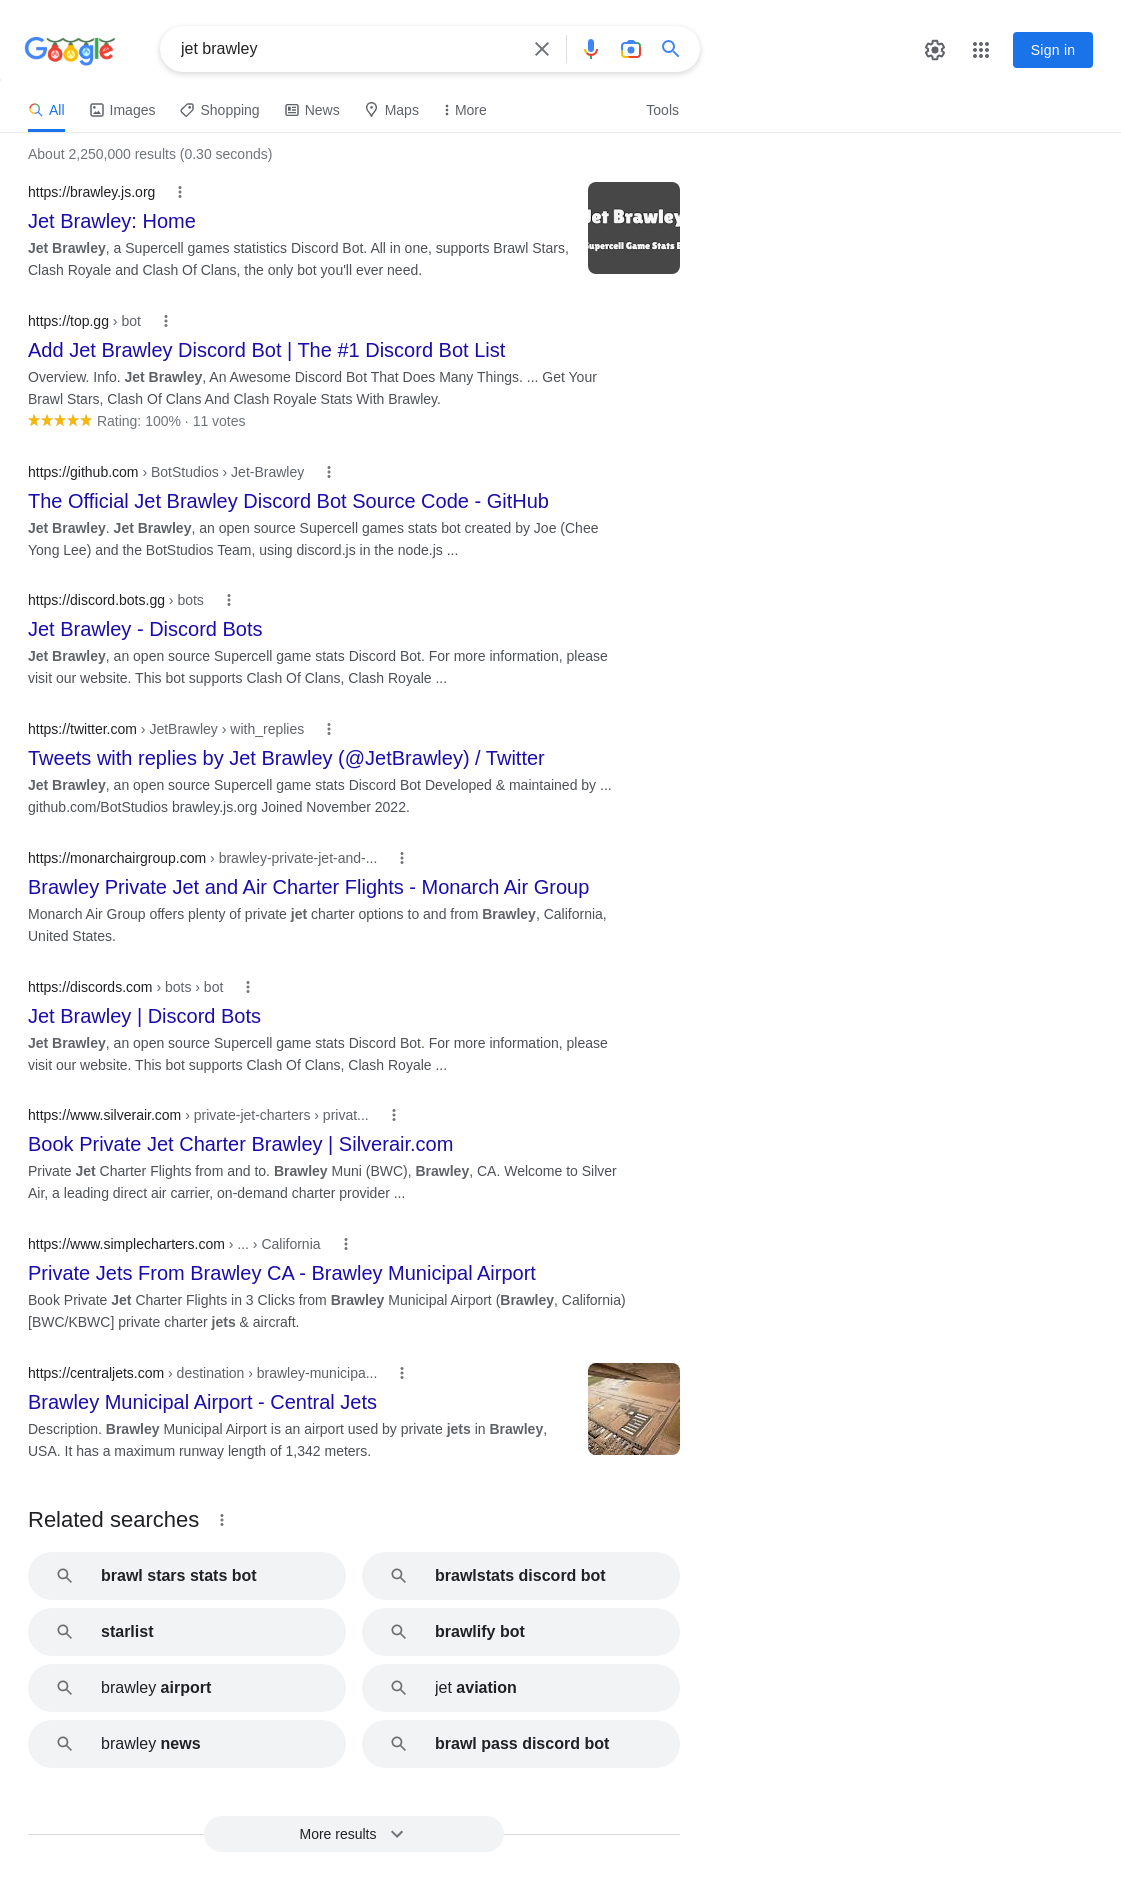 Google
jet brawley
Sign in
All Images Shopping News Maps More Tools
About 2,250,000 results (0.30 seconds)
https://brawley.js.org
Jet Brawley: Home
Jet Brawley, a Supercell games statistics Discord Bot. All in one, supports Brawl Stars,
Clash Royale and Clash Of Clans, the only bot you'll ever need.
Jet Brawley
Supercell Game Stats B
https://top.gg › bot
Add Jet Brawley Discord Bot | The #1 Discord Bot List
Overview. Info. Jet Brawley, An Awesome Discord Bot That Does Many Things. ... Get Your
Brawl Stars, Clash Of Clans And Clash Royale Stats With Brawley.
Rating: 100% · 11 votes
https://github.com › BotStudios › Jet-Brawley
The Official Jet Brawley Discord Bot Source Code - GitHub
Jet Brawley. Jet Brawley, an open source Supercell games stats bot created by Joe (Chee
Yong Lee) and the BotStudios Team, using discord.js in the node.js ...
https://discord.bots.gg › bots
Jet Brawley - Discord Bots
Jet Brawley, an open source Supercell game stats Discord Bot. For more information, please
visit our website. This bot supports Clash Of Clans, Clash Royale ...
https://twitter.com › JetBrawley › with_replies
Tweets with replies by Jet Brawley (@JetBrawley) / Twitter
Jet Brawley, an open source Supercell game stats Discord Bot Developed & maintained by ...
github.com/BotStudios brawley.js.org Joined November 2022.
https://monarchairgroup.com › brawley-private-jet-and-...
Brawley Private Jet and Air Charter Flights - Monarch Air Group
Monarch Air Group offers plenty of private jet charter options to and from Brawley, California,
United States.
https://discords.com › bots › bot
Jet Brawley | Discord Bots
Jet Brawley, an open source Supercell game stats Discord Bot. For more information, please
visit our website. This bot supports Clash Of Clans, Clash Royale ...
https://www.silverair.com › private-jet-charters › privat...
Book Private Jet Charter Brawley | Silverair.com
Private Jet Charter Flights from and to. Brawley Muni (BWC), Brawley, CA. Welcome to Silver
Air, a leading direct air carrier, on-demand charter provider ...
https://www.simplecharters.com › ... › California
Private Jets From Brawley CA - Brawley Municipal Airport
Book Private Jet Charter Flights in 3 Clicks from Brawley Municipal Airport (Brawley, California)
[BWC/KBWC] private charter jets & aircraft.
https://centraljets.com › destination › brawley-municipa...
Brawley Municipal Airport - Central Jets
Description. Brawley Municipal Airport is an airport used by private jets in Brawley,
USA. It has a maximum runway length of 1,342 meters.
Related searches
brawl stars stats bot
brawlstats discord bot
starlist
brawlify bot
brawley airport
jet aviation
brawley news
brawl pass discord bot
More results